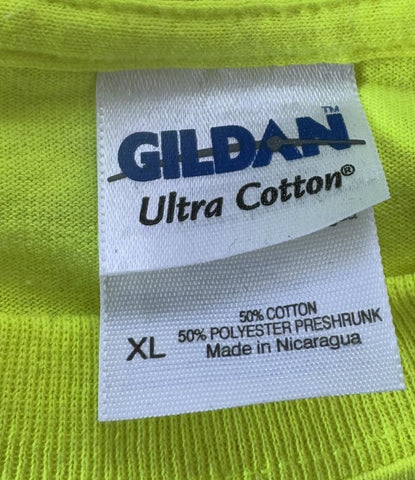 GILDAN™
Ultra Cotton®
50% COTTON
50% POLYESTER PRESHRUNK
XL
Made in Nicaragua